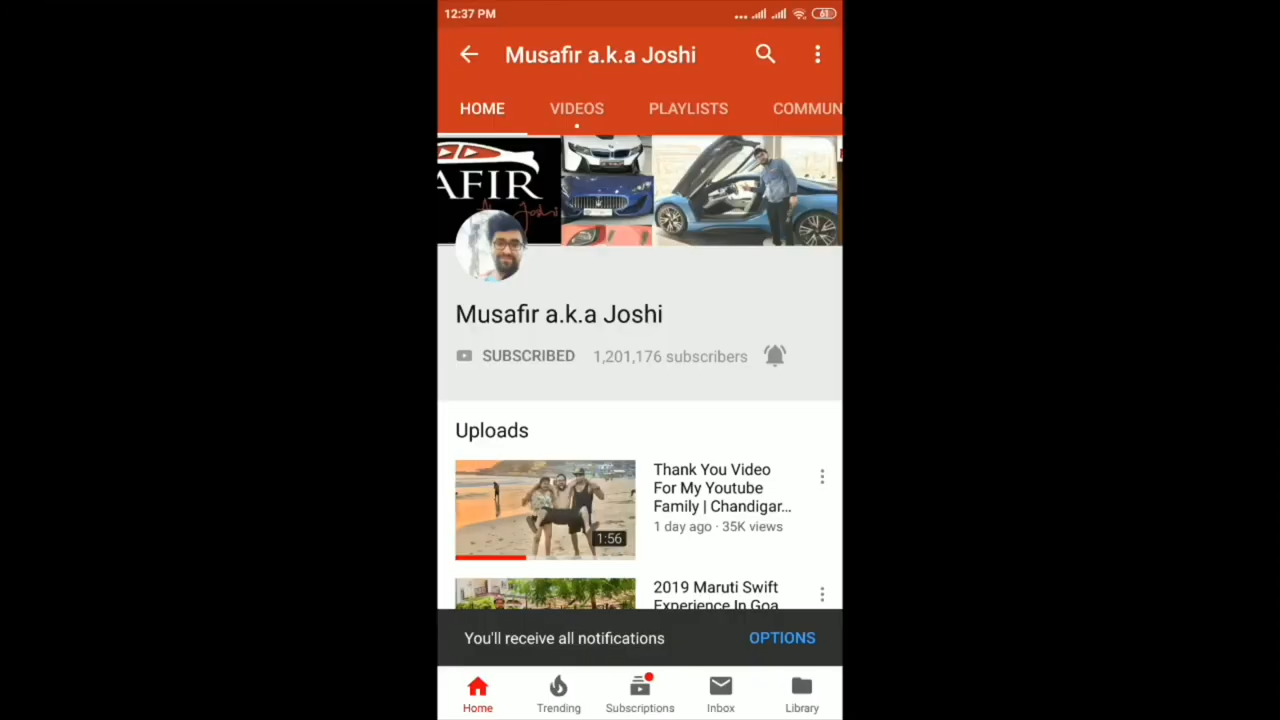 12:37 PM
61
Musafir a.k.a Joshi
HOME VIDEOS PLAYLISTS COMMUN
AFIR
Musafir a.k.a Joshi
SUBSCRIBED 1,201,176 subscribers
Uploads
Thank You Video
For My Youtube
Family | Chandigar...
1 day ago · 35K views
1:56
2019 Maruti Swift
Experience In Goa
You'll receive all notifications OPTIONS
Home Trending Subscriptions Inbox Library